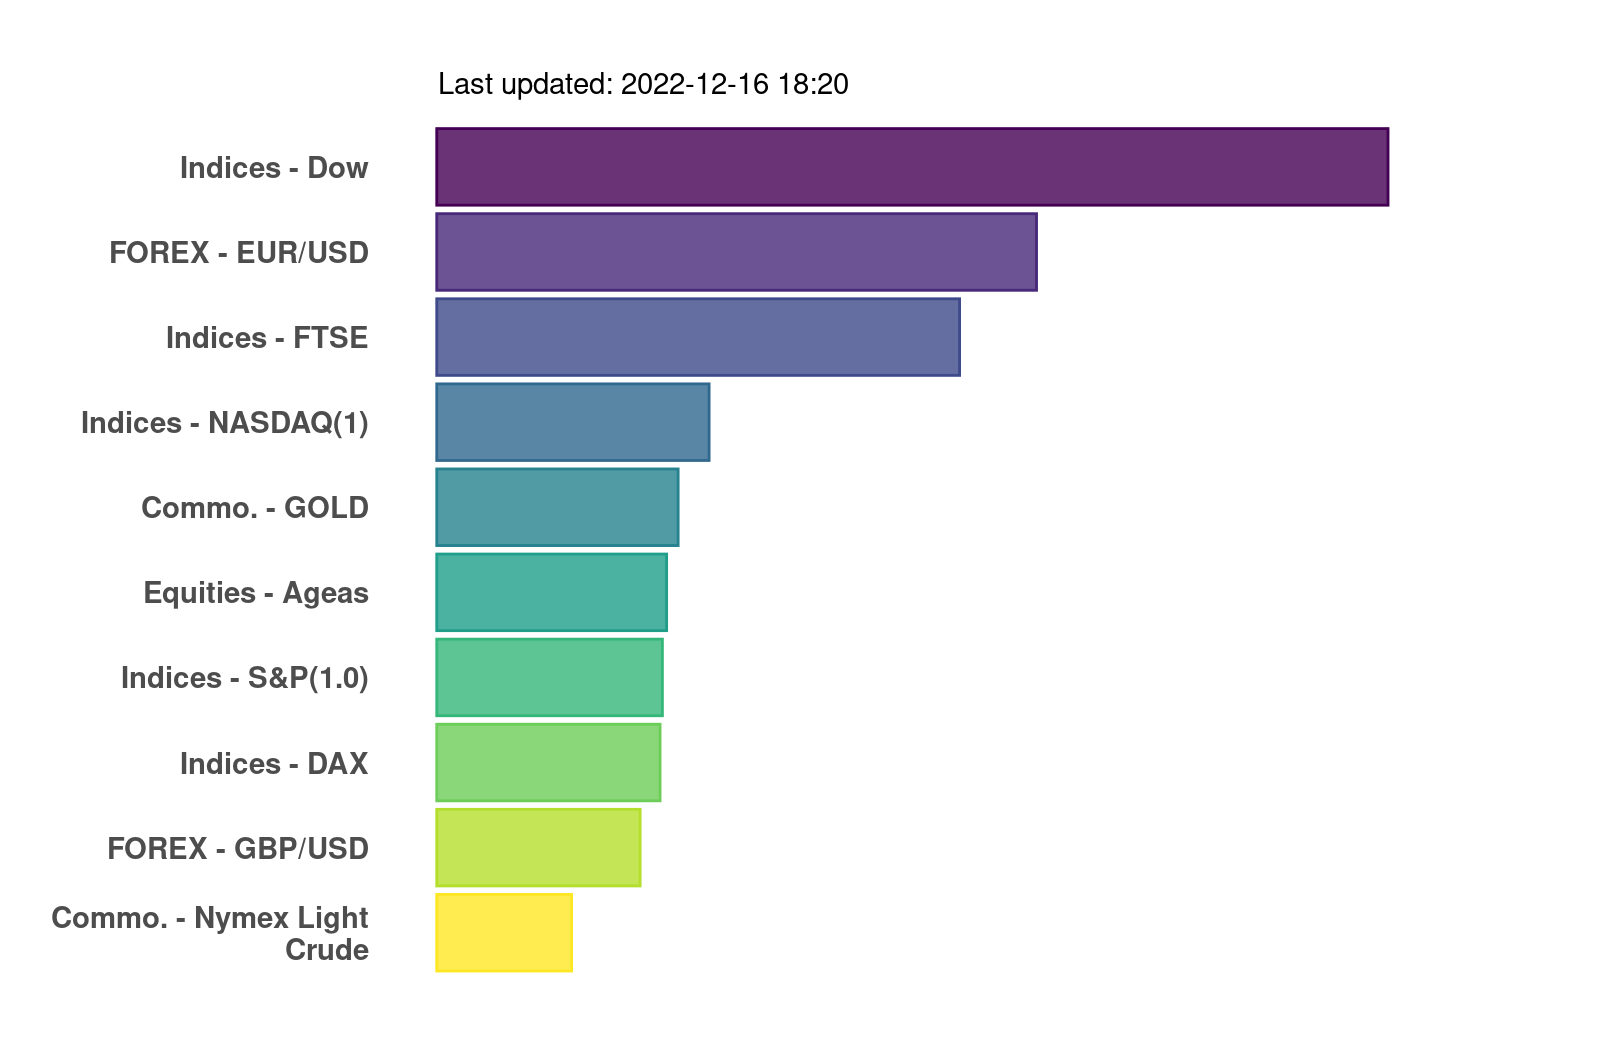 Last updated: 2022-12-16 18:20
Indices - Dow
FOREX - EUR/USD
Indices - FTSE
Indices - NASDAQ(1)
Commo. - GOLD
Equities - Ageas
Indices - S&P(1.0)
Indices - DAX
FOREX - GBP/USD
Commo. - Nymex Light
Crude